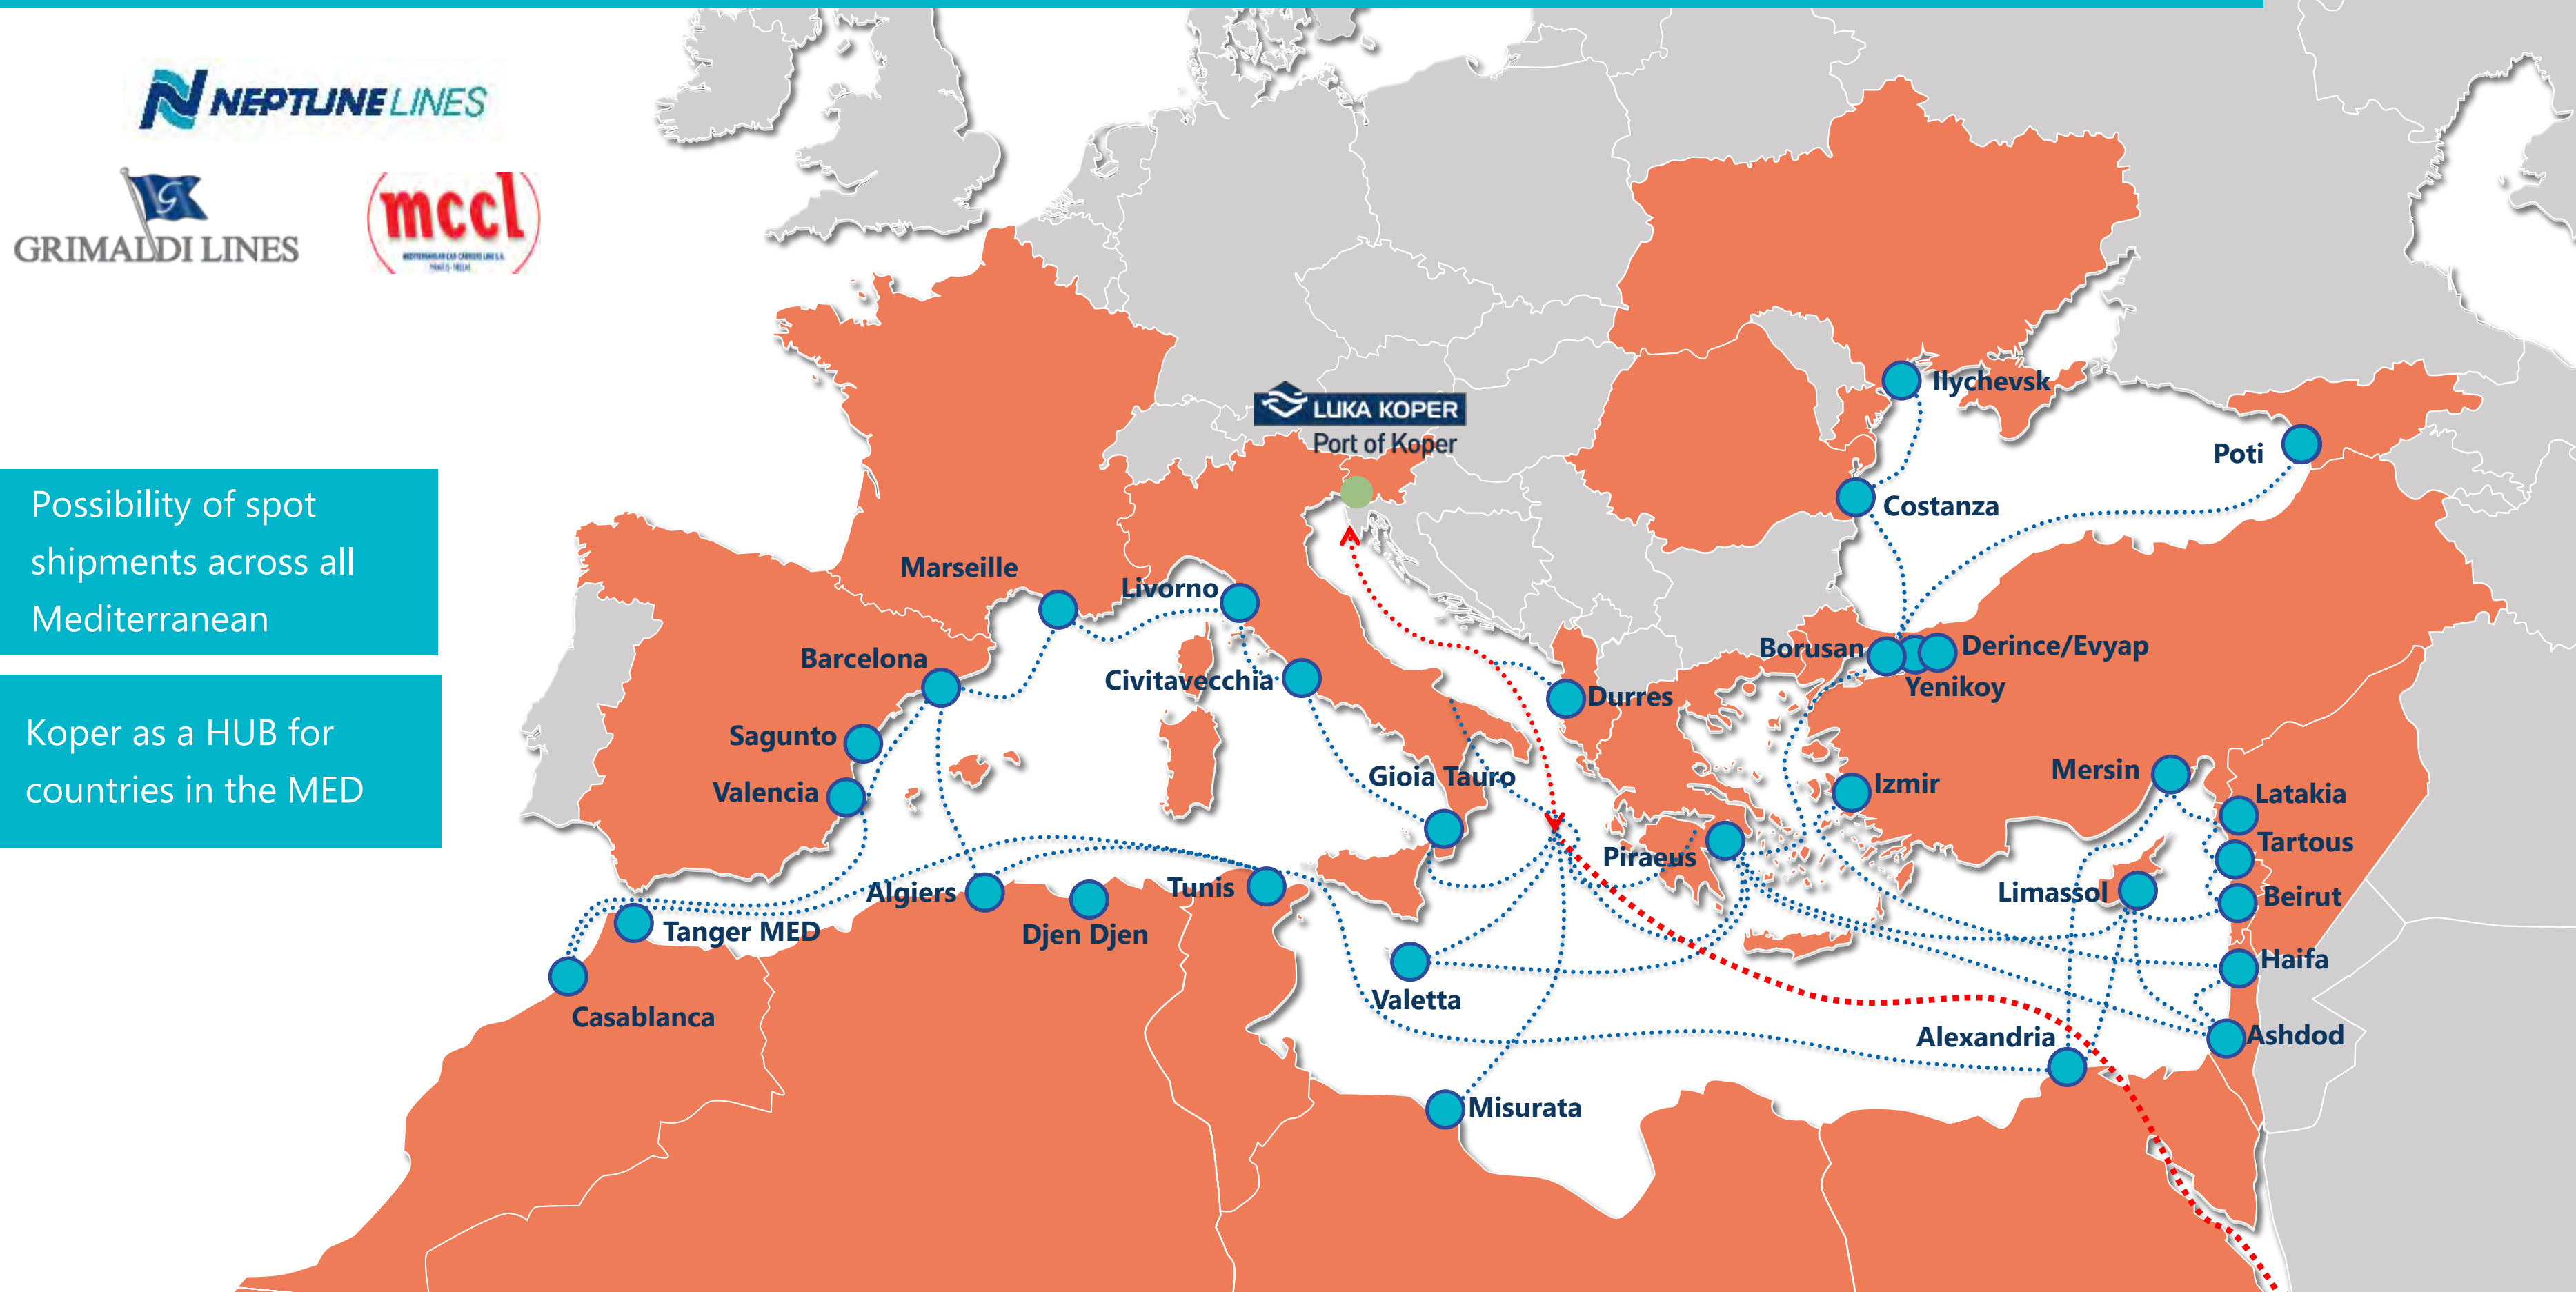 NEPTUNE LINES
GRIMALDI LINES
mccl
Possibility of spot
shipments across all
Mediterranean
Koper as a HUB for
countries in the MED
LUKA KOPER
Port of Koper
Ilychevsk
Poti
Costanza
Marseille
Livorno
Borusan
Derince/Evyap
Yenikoy
Barcelona
Civitavecchia
Durres
Sagunto
Valencia
Gioia Tauro
Izmir
Mersin
Latakia
Tartous
Piraeus
Limassol
Beirut
Algiers
Tunis
Tanger MED
Djen Djen
Haifa
Casablanca
Valetta
Alexandria
Ashdod
Misurata